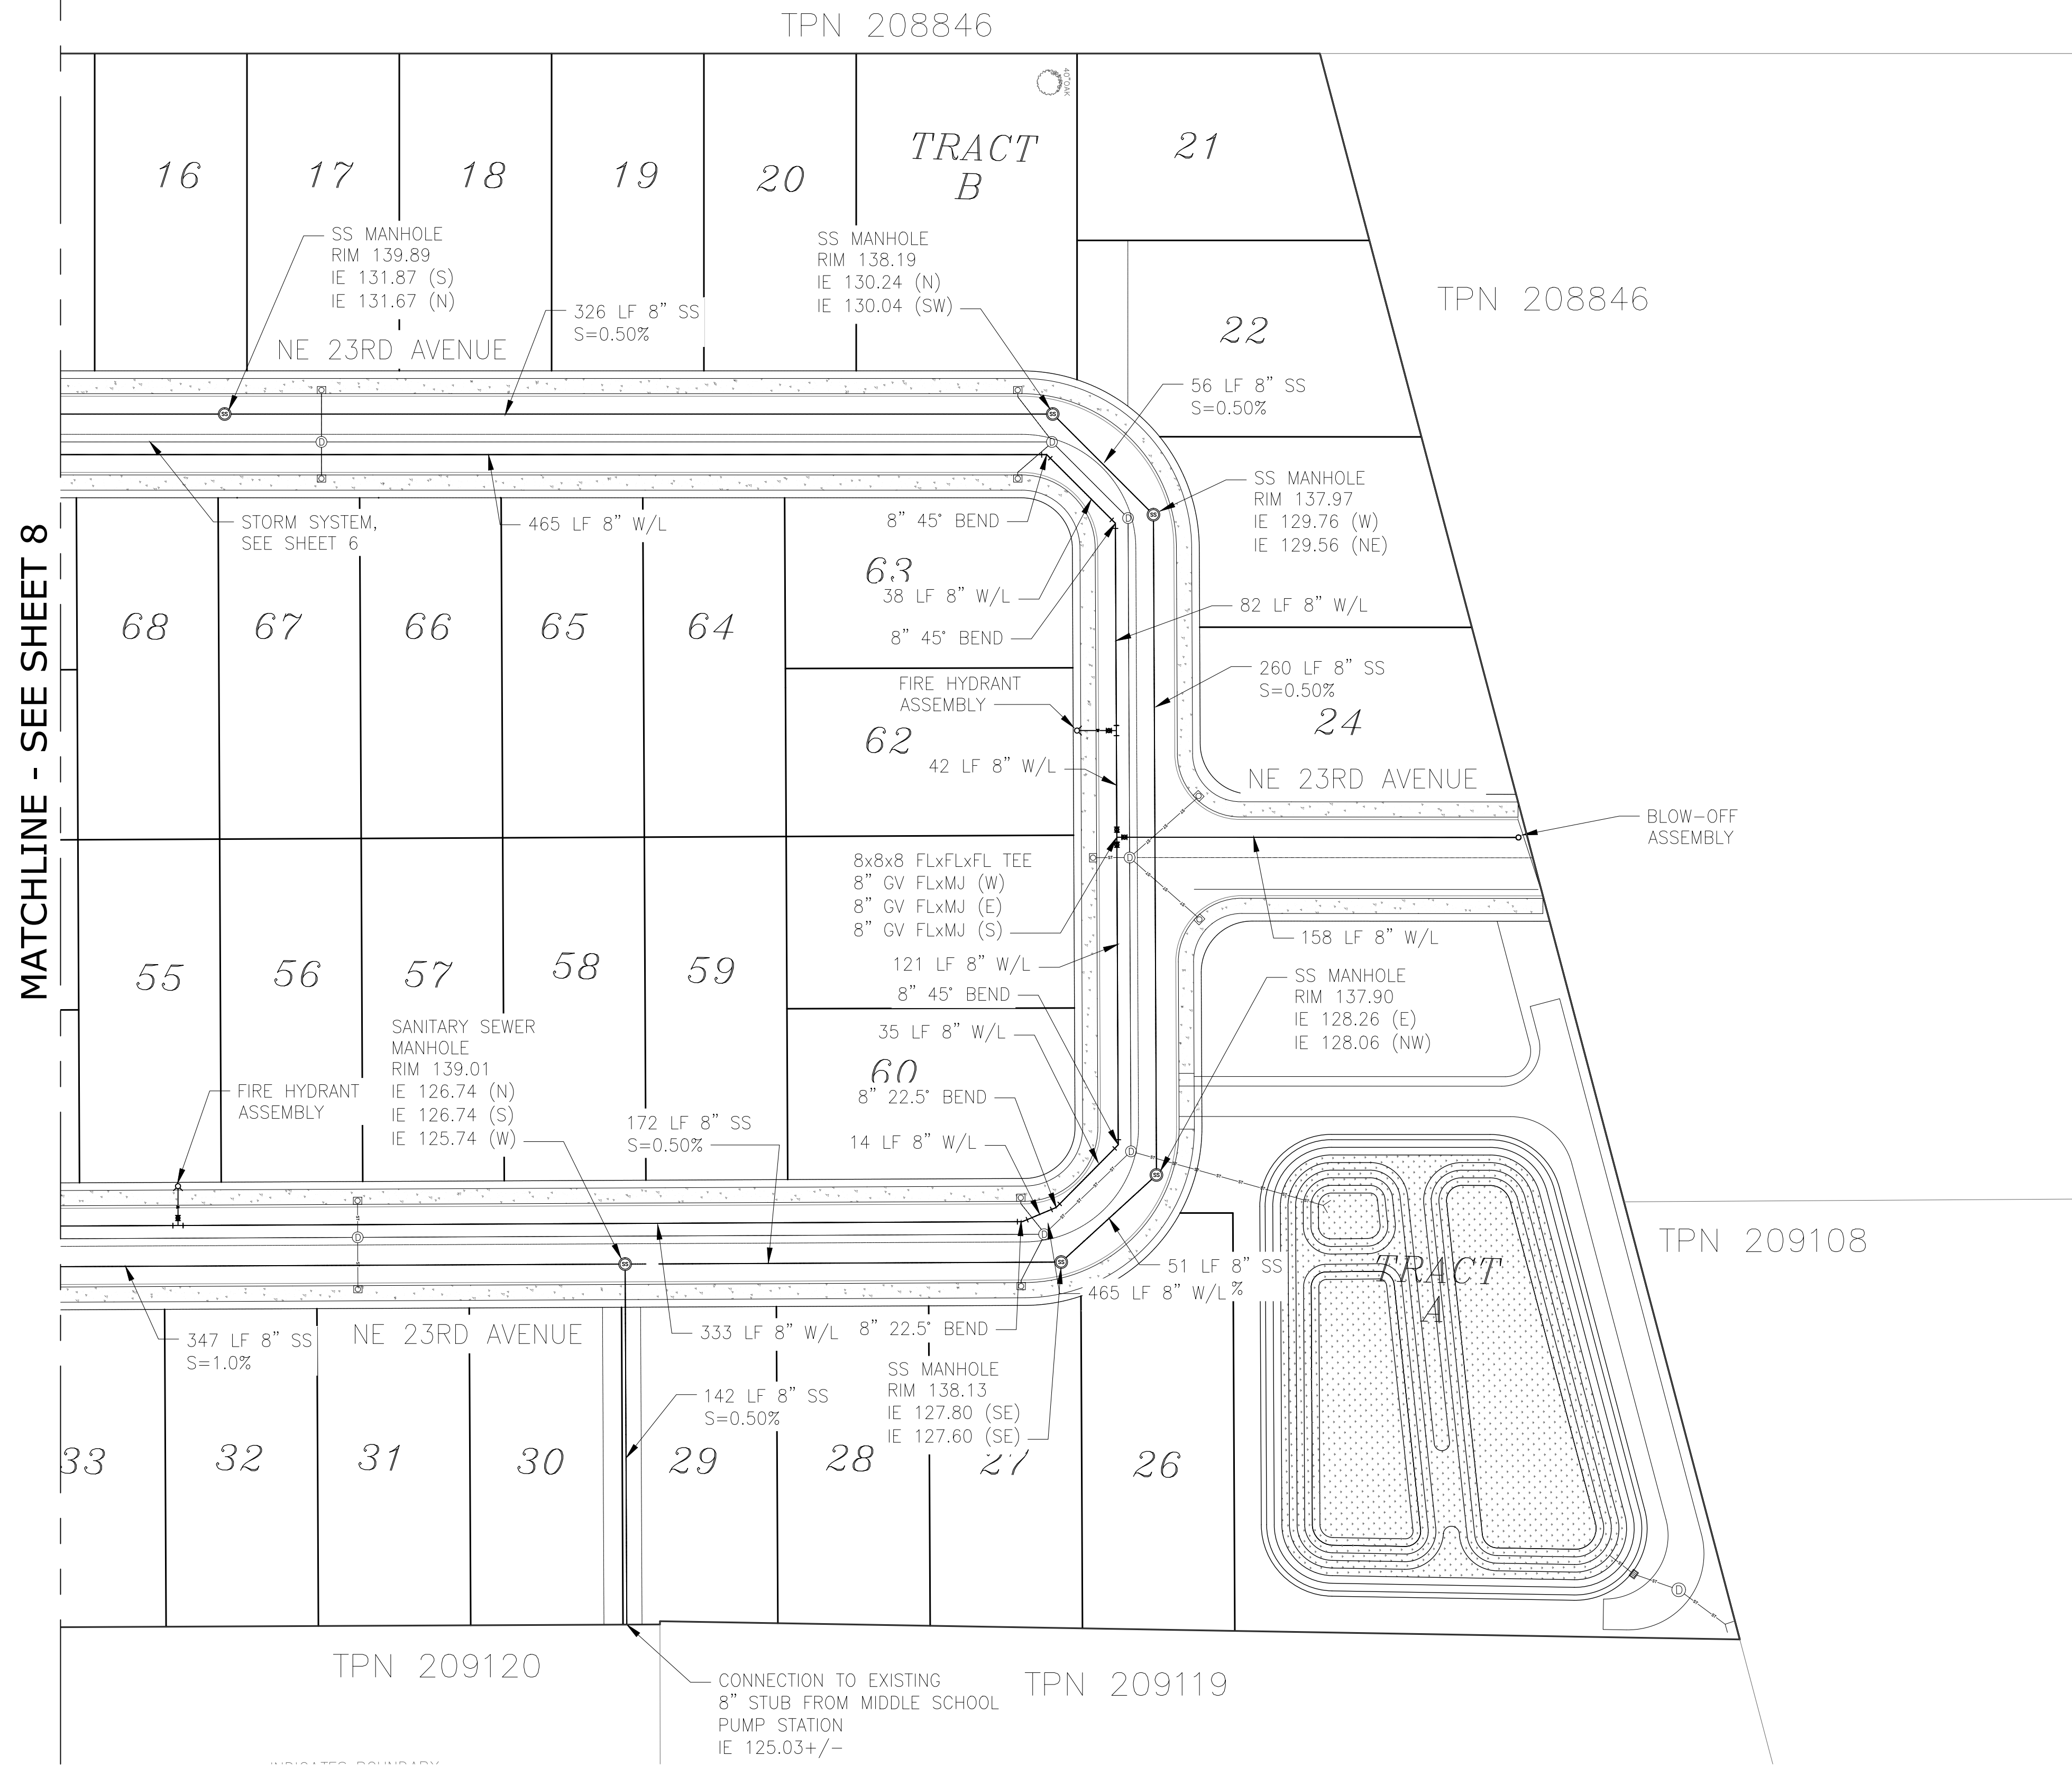 TPN 208846
40"OAK
TRACT
B
21
16
17
18
19
20
SS MANHOLE
RIM 139.89
IE 131.87 (S)
IE 131.67 (N)
SS MANHOLE
RIM 138.19
IE 130.24 (N)
IE 130.04 (SW)
326 LF 8" SS
S=0.50%
NE 23RD AVENUE
TPN 208846
22
56 LF 8" SS
S=0.50%
SS
SS
D
D
SS MANHOLE
RIM 137.97
IE 129.76 (W)
IE 129.56 (NE)
SS
D
STORM SYSTEM,
SEE SHEET 6
465 LF 8" W/L
8" 45° BEND
63
38 LF 8" W/L
8" 45° BEND
82 LF 8" W/L
MATCHLINE - SEE SHEET 8
68
67
66
65
64
260 LF 8" SS
S=0.50%
24
FIRE HYDRANT
ASSEMBLY
62
42 LF 8" W/L
NE 23RD AVENUE
BLOW-OFF
ASSEMBLY
8x8x8 FLxFLxFL TEE
8" GV FLxMJ (W)
8" GV FLxMJ (E)
8" GV FLxMJ (S)
D
158 LF 8" W/L
121 LF 8" W/L
8" 45° BEND
55
56
57
58
59
SS MANHOLE
RIM 137.90
IE 128.26 (E)
IE 128.06 (NW)
35 LF 8" W/L
60
8" 22.5° BEND
14 LF 8" W/L
SANITARY SEWER
MANHOLE
RIM 139.01
IE 126.74 (N)
IE 126.74 (S)
IE 125.74 (W)
FIRE HYDRANT
ASSEMBLY
172 LF 8" SS
S=0.50%
D
SS
D
D
SS
SS
TPN 209108
TRACT
A
51 LF 8" SS
465 LF 8" W/L %
347 LF 8" SS
S=1.0%
NE 23RD AVENUE
333 LF 8" W/L
8" 22.5° BEND
SS MANHOLE
RIM 138.13
IE 127.80 (SE)
IE 127.60 (SE)
142 LF 8" SS
S=0.50%
33
32
31
30
29
28
27
26
D
TPN 209120
TPN 209119
CONNECTION TO EXISTING
8" STUB FROM MIDDLE SCHOOL
PUMP STATION
IE 125.03+/-
INDICATES BOUNDARY